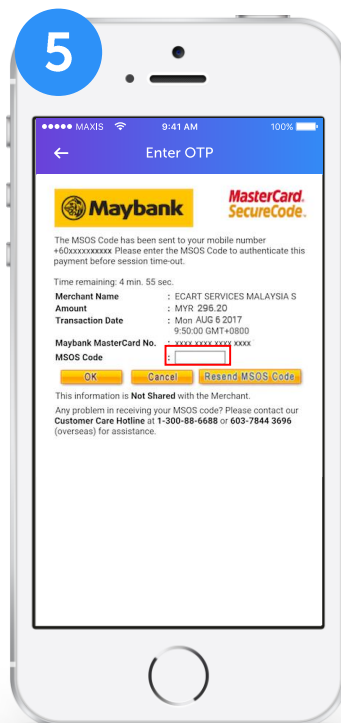 5
MAXIS 9:41 AM 100%
Enter OTP
Maybank MasterCard.
SecureCode.
The MSOS Code has been sent to your mobile number
+60xxxxxxxxxx Please enter the MSOS Code to authenticate this
payment before session time-out.
Time remaining: 4 min. 55 sec.
Merchant Name : ECART SERVICES MALAYSIA S
Amount : MYR 296.20
Transaction Date : Mon AUG 6 2017
9:50:00 GMT+0800
Maybank MasterCard No. : xxxx xxxx xxxx xxxx
MSOS Code :
OK Cancel Resend MSOS Code
This information is Not Shared with the Merchant.
Any problem in receiving your MSOS code? Please contact our
Customer Care Hotline at 1-300-88-6688 or 603-7844 3696
(overseas) for assistance.